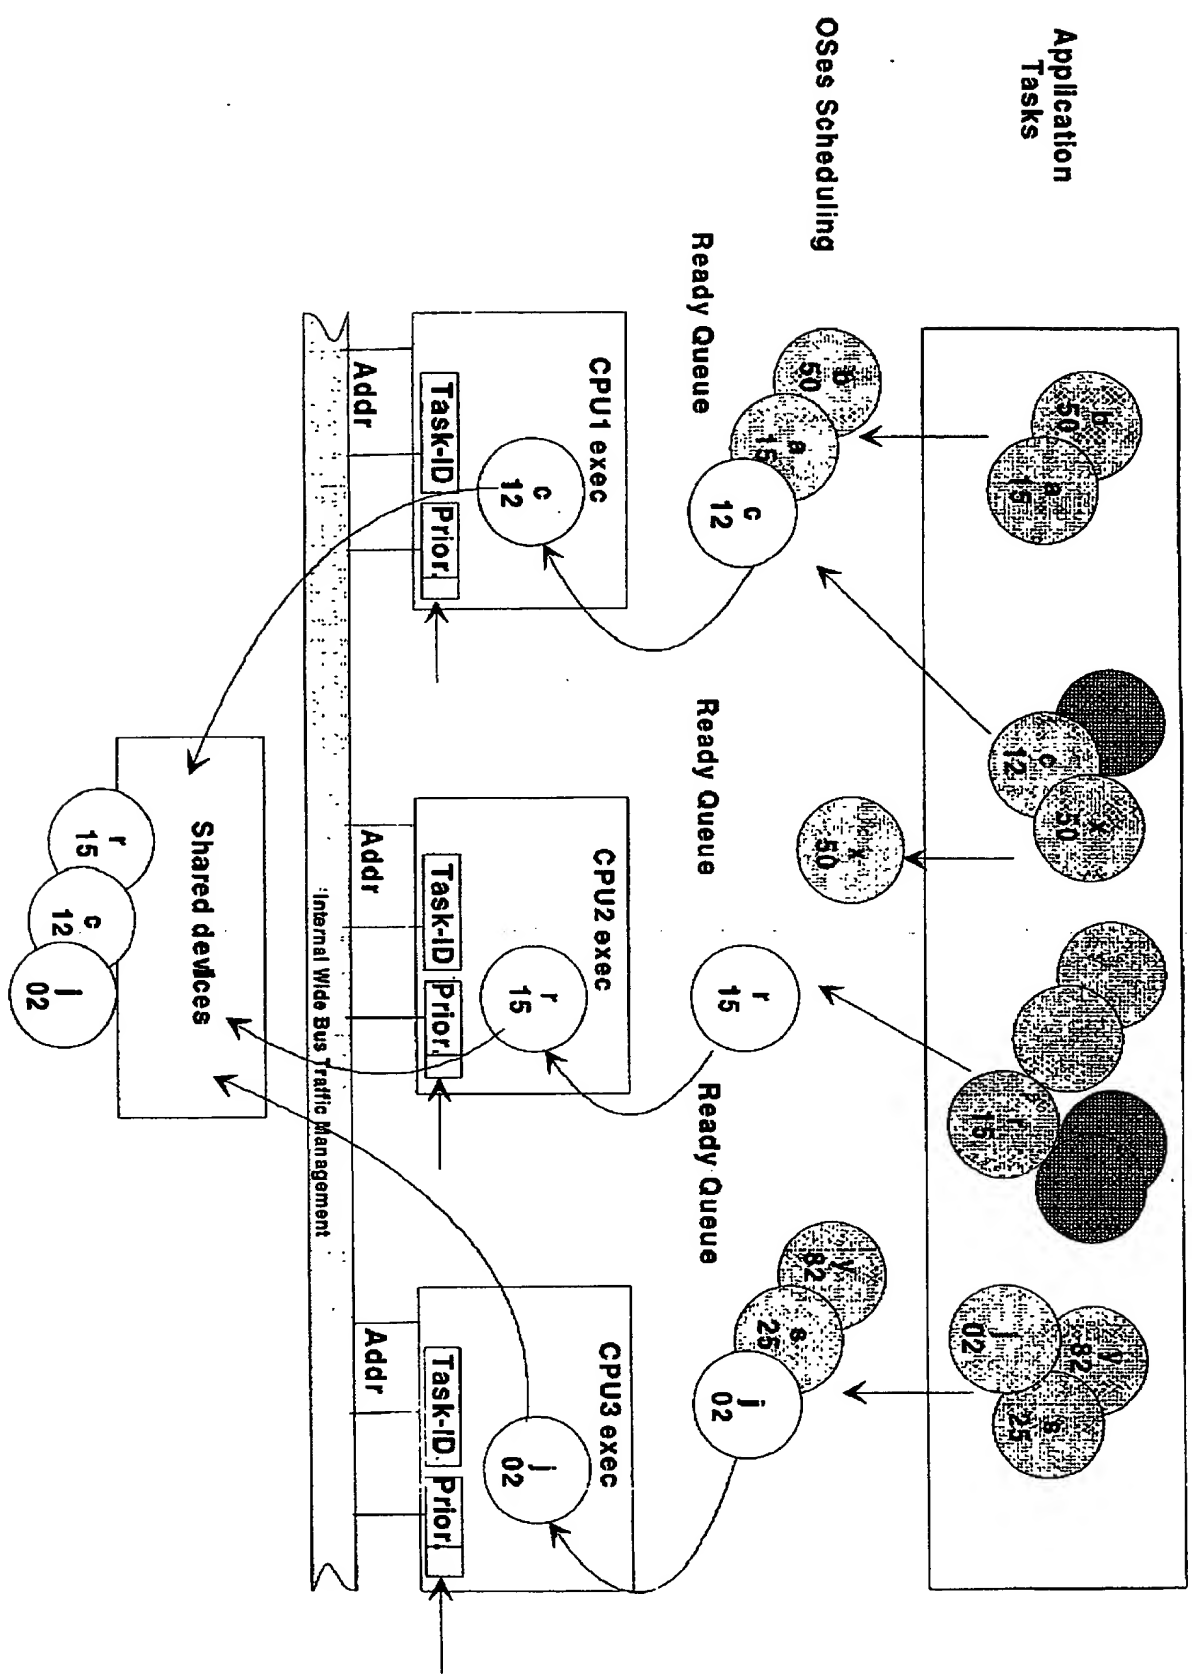 Application
Tasks
b
50
a
15
c
12
x
50
r
15
j
02
y
82
s
25
OSes Scheduling
b
50
a
15
c
12
x
50
r
15
y
82
s
25
j
02
Ready Queue
Ready Queue
Ready Queue
CPU1 exec
c
12
Task-ID
Prior.
CPU2 exec
r
15
Task-ID
Prior.
CPU3 exec
j
02
Task-ID.
Prior.
Addr
Addr
Addr
Internal Wide Bus Traffic Management
Shared devices
r
15
c
12
j
02